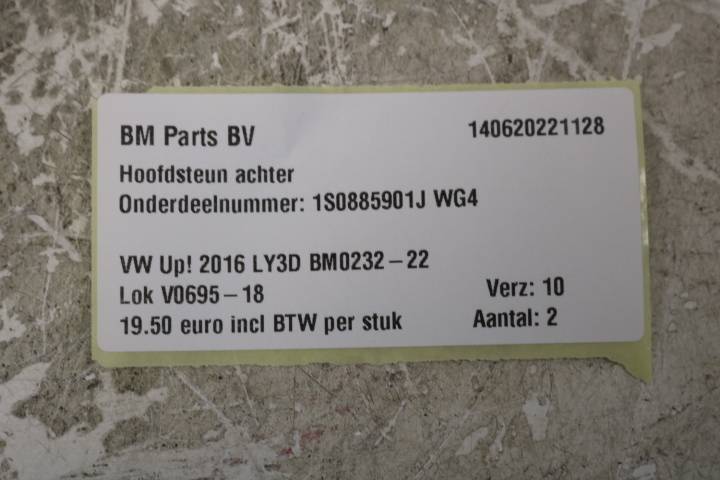 BM Parts BV 140620221128
Hoofdsteun achter
Onderdeelnummer: 1S0885901J WG4
VW Up! 2016 LY3D BM0232-22
Lok V0695-18 Verz: 10
19.50 euro incl BTW per stuk Aantal: 2